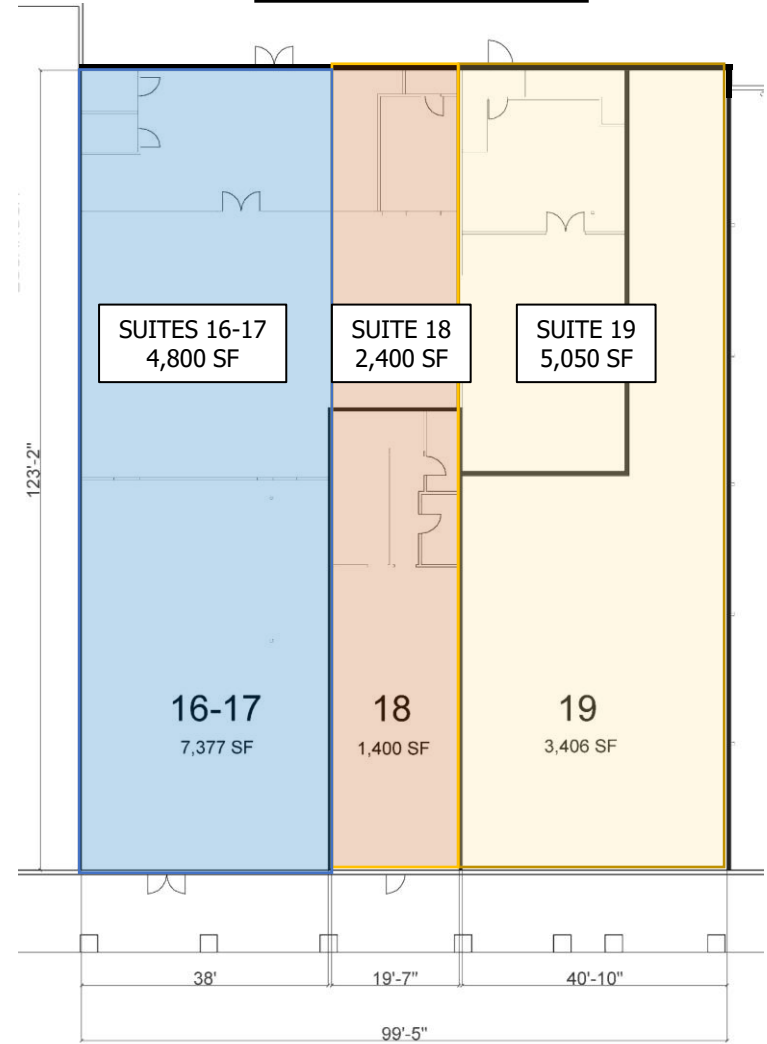 SUITES 16-17
4,800 SF
SUITE 18
2,400 SF
SUITE 19
5,050 SF
123'-2"
16-17
7,377 SF
18
1,400 SF
19
3,406 SF
38'
19'-7"
40'-10"
99'-5"